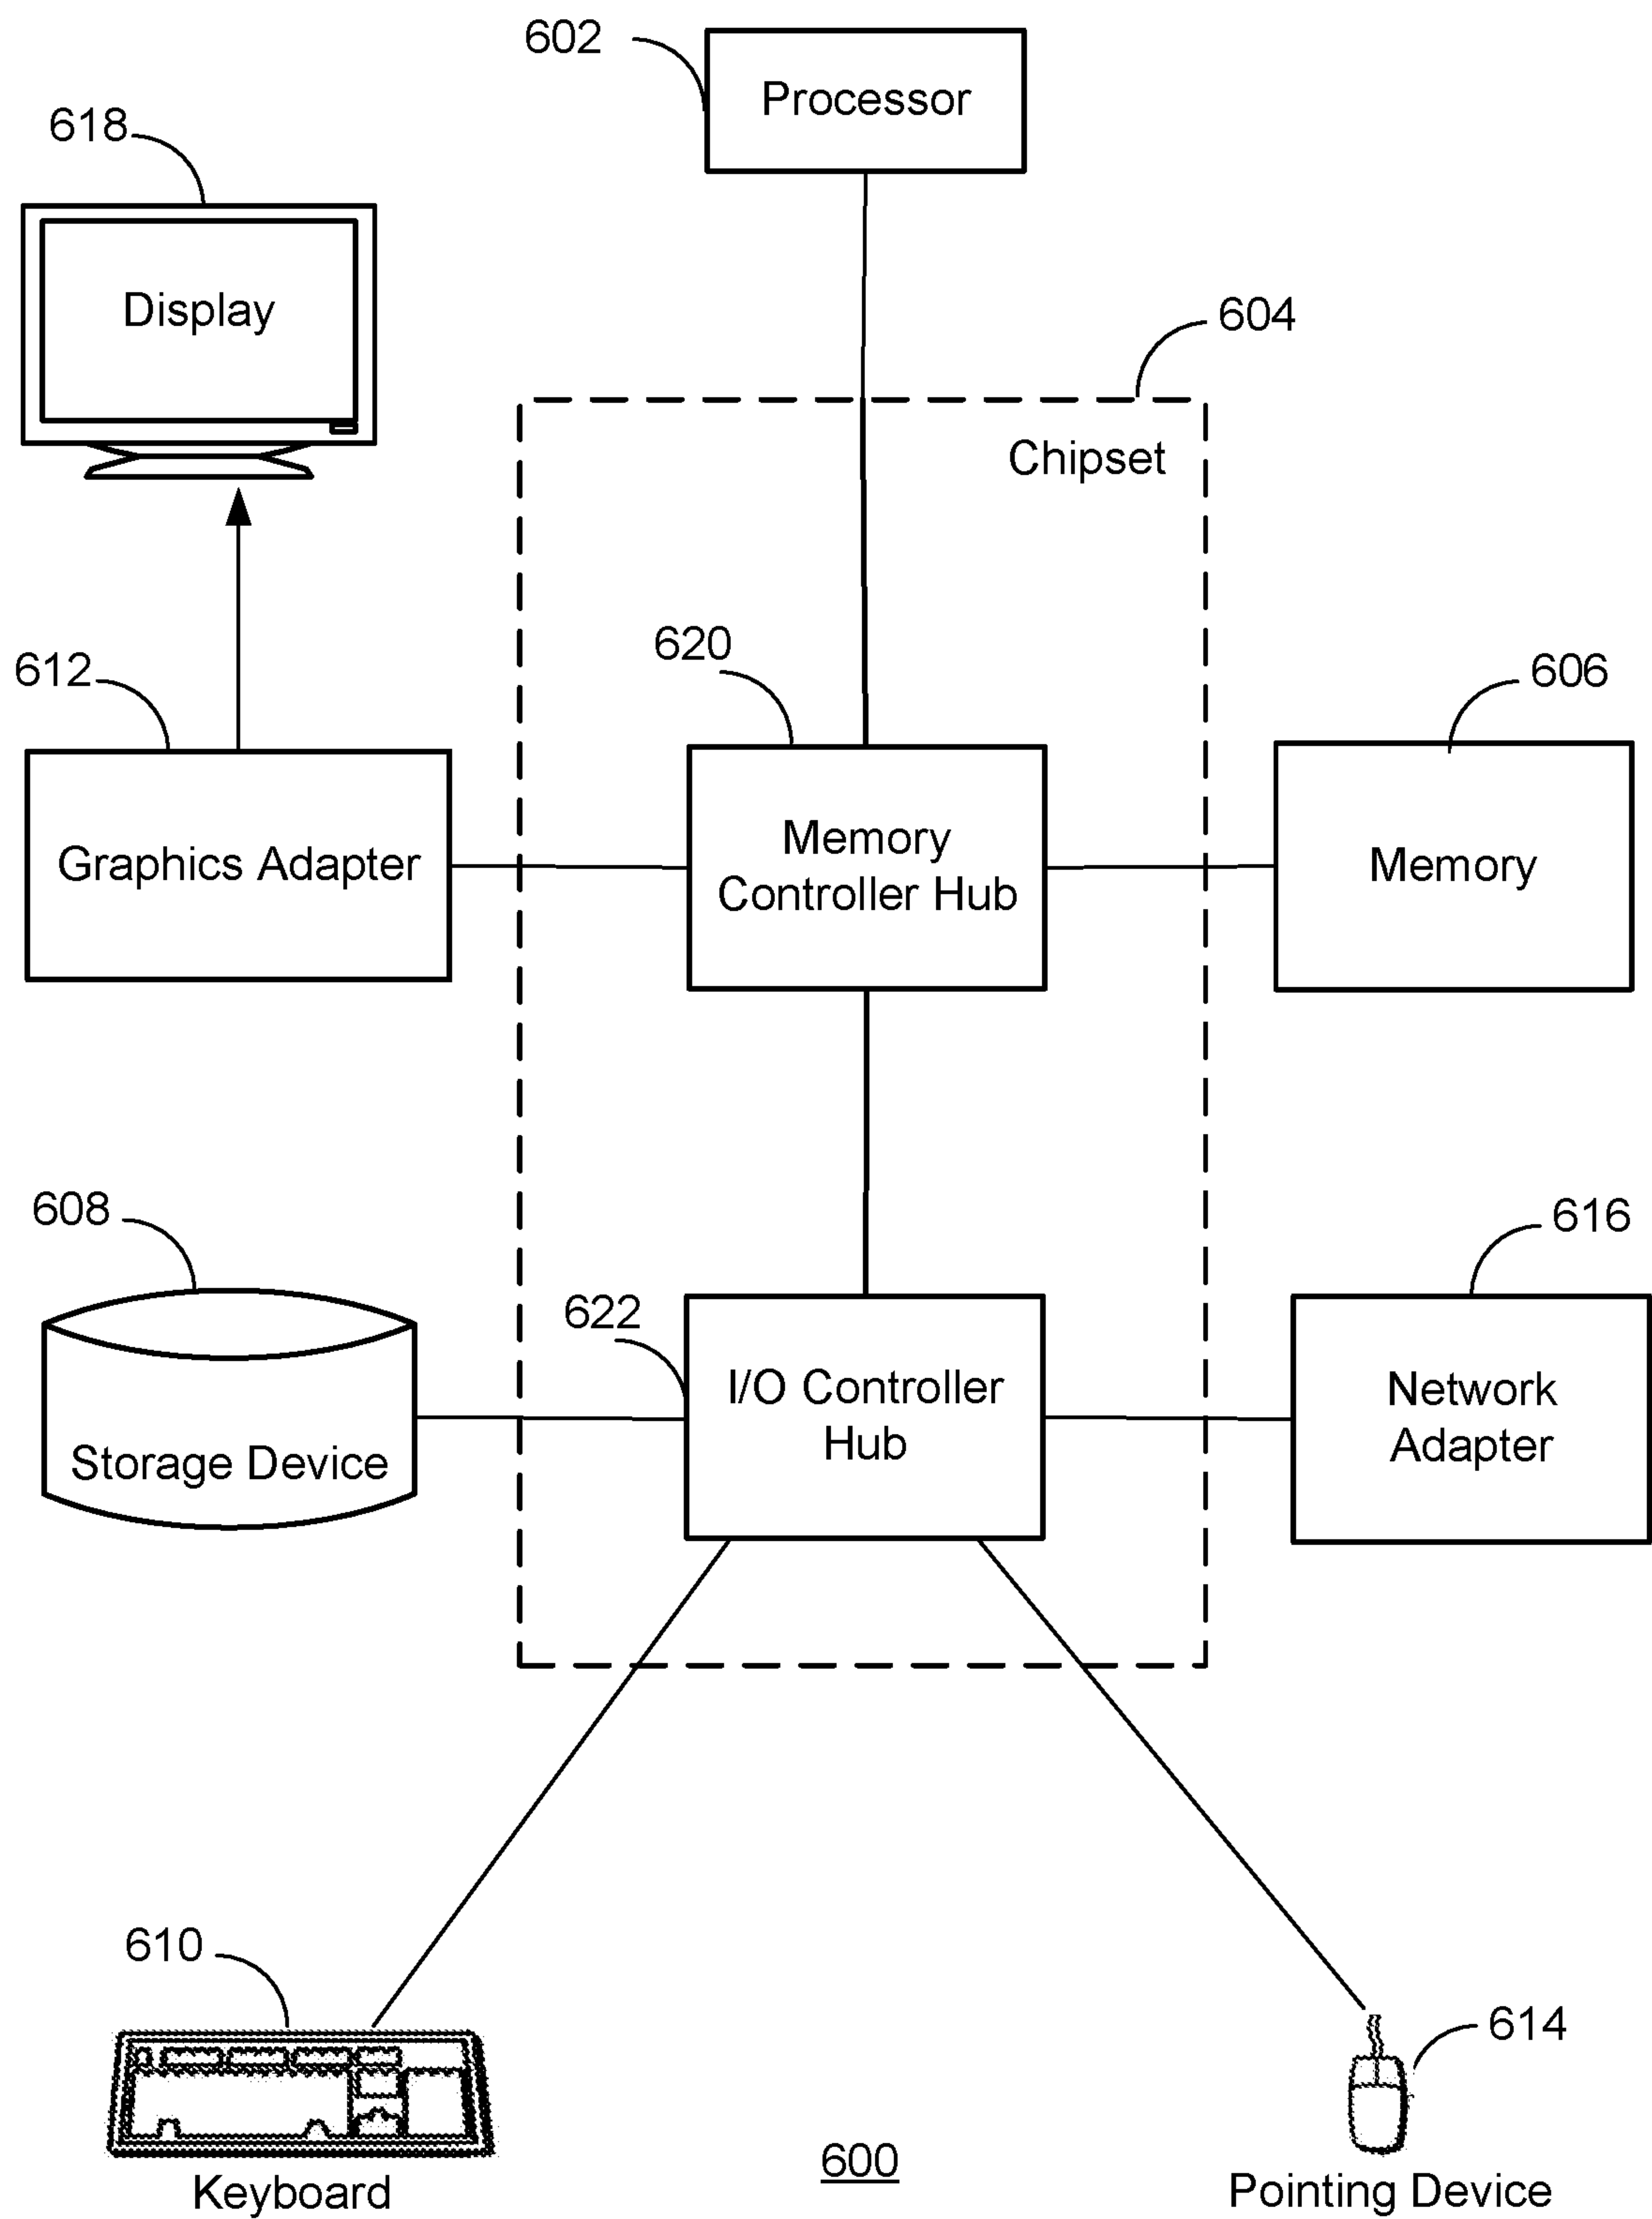 602
Processor
618
Display
604
Chipset
620
612
606
Memory
Controller Hub
Graphics Adapter
Memory
608
616
622
I/O Controller
Hub
Network
Adapter
Storage Device
610
614
600
Keyboard
Pointing Device